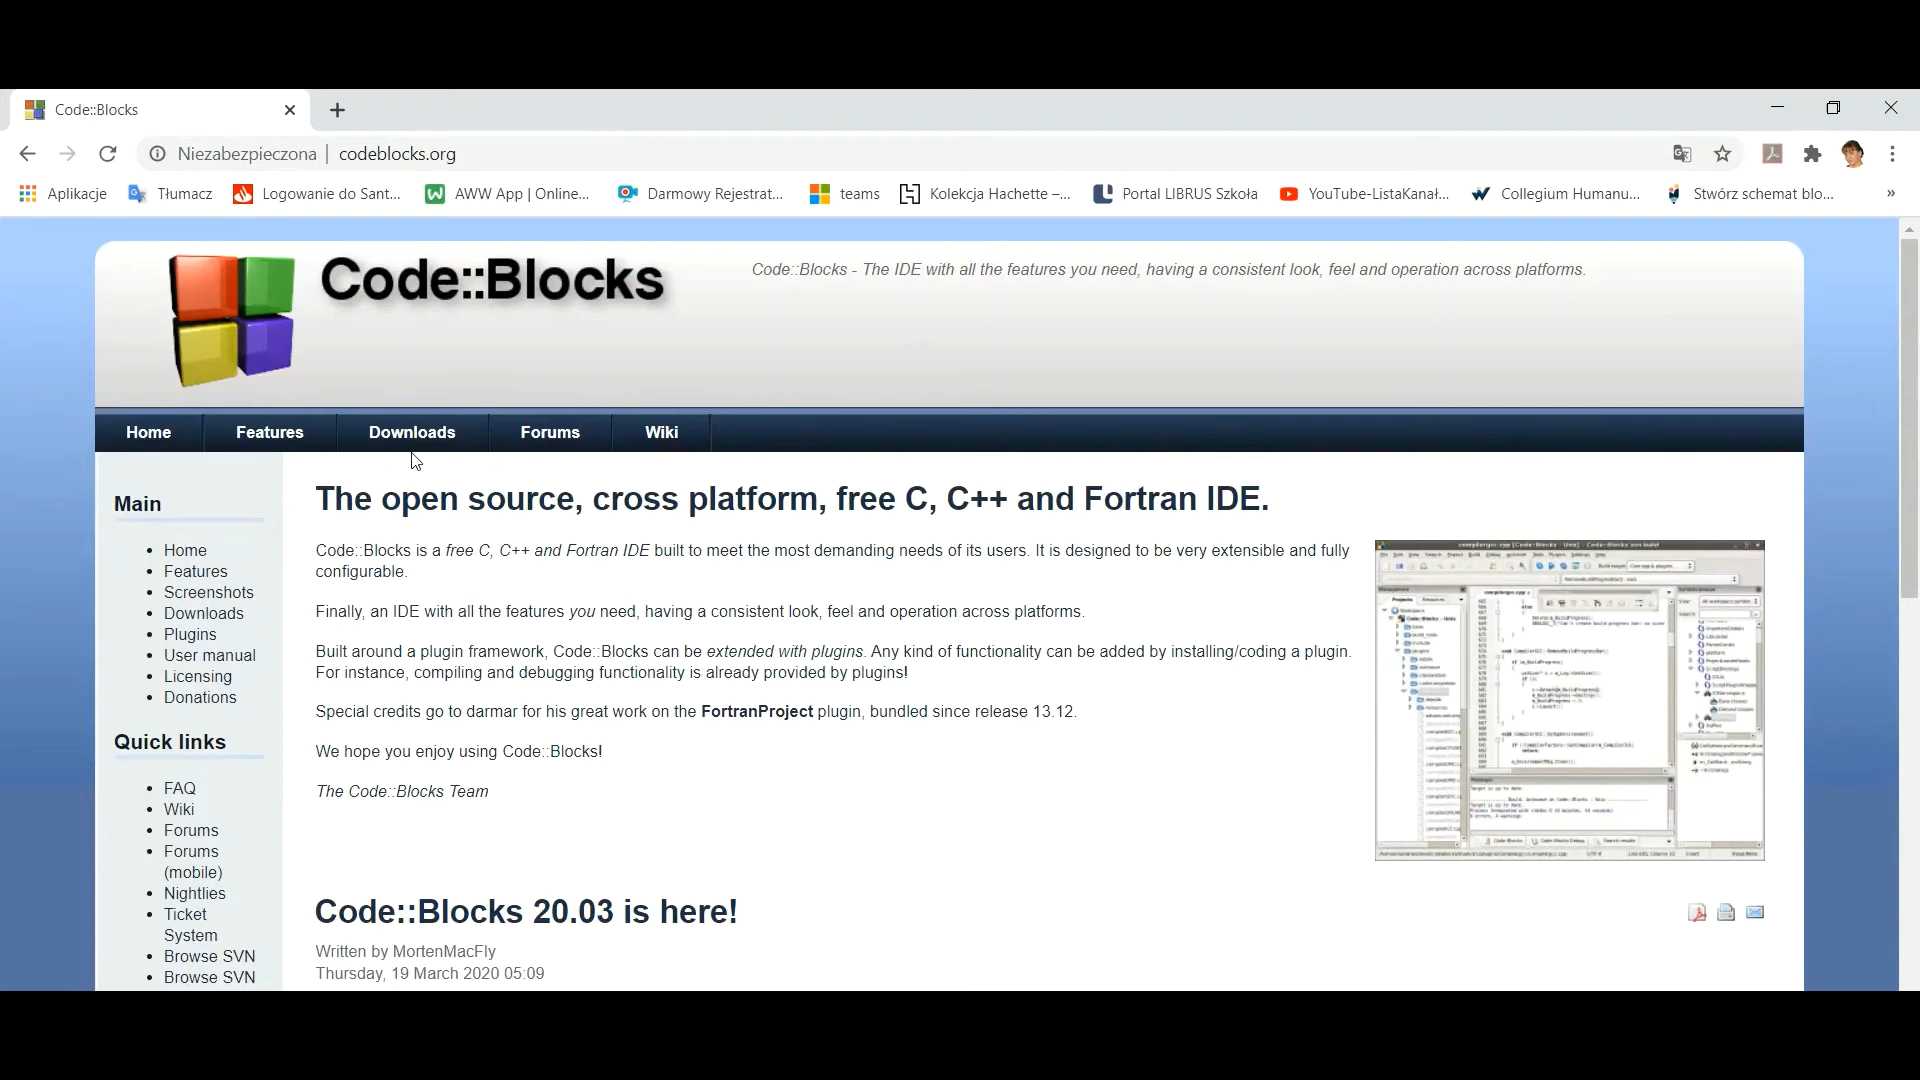 Code::Blocks
Niezabezpieczona | codeblocks.org
Aplikacje Tłumacz Logowanie do Sant... AWW App | Online... Darmowy Rejestrat... teams Kolekcja Hachette –... Portal LIBRUS Szkoła YouTube-ListaKanał... Collegium Humanu... Stwórz schemat blo... »
Code::Blocks
Code::Blocks - The IDE with all the features you need, having a consistent look, feel and operation across platforms.
Home Features Downloads Forums Wiki
Main
• Home
• Features
• Screenshots
• Downloads
• Plugins
• User manual
• Licensing
• Donations
Quick links
• FAQ
• Wiki
• Forums
• Forums
(mobile)
• Nightlies
• Ticket
System
• Browse SVN
• Browse SVN
The open source, cross platform, free C, C++ and Fortran IDE.
Code::Blocks is a free C, C++ and Fortran IDE built to meet the most demanding needs of its users. It is designed to be very extensible and fully
configurable.
Finally, an IDE with all the features you need, having a consistent look, feel and operation across platforms.
Built around a plugin framework, Code::Blocks can be extended with plugins. Any kind of functionality can be added by installing/coding a plugin.
For instance, compiling and debugging functionality is already provided by plugins!
Special credits go to darmar for his great work on the FortranProject plugin, bundled since release 13.12.
We hope you enjoy using Code::Blocks!
The Code::Blocks Team
Code::Blocks 20.03 is here!
Written by MortenMacFly
Thursday, 19 March 2020 05:09